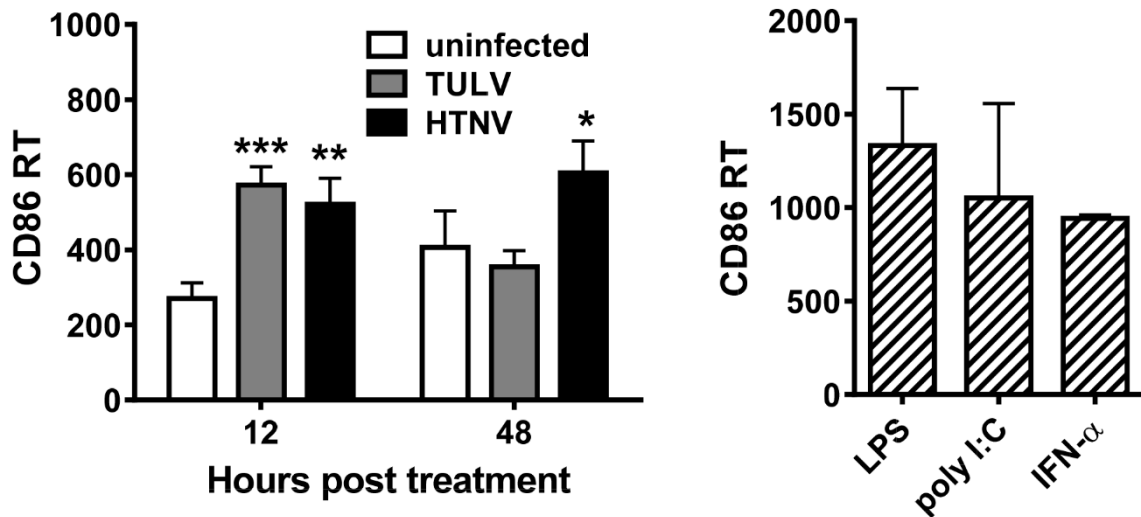 CD86 RT
1000
800
600
400
200
0
uninfected
TULV
HTNV
***
**
*
12
48
Hours post treatment
CD86 RT
2000
1500
1000
500
0
LPS
poly I:C
IFN-α